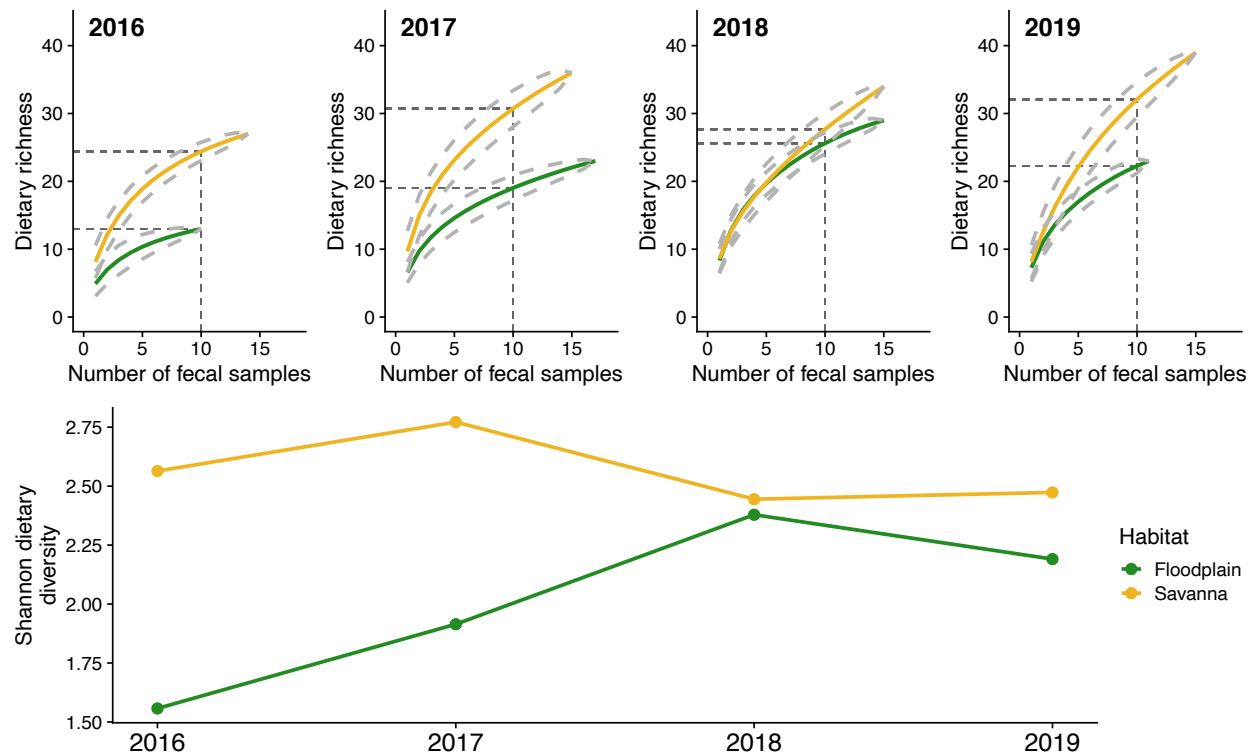 2016
40
30
20
10
0
Dietary richness
0 5 10 15
Number of fecal samples
2017
40
30
20
10
0
Dietary richness
0 5 10 15
Number of fecal samples
2018
40
30
20
10
0
Dietary richness
0 5 10 15
Number of fecal samples
2019
40
30
20
10
0
Dietary richness
0 5 10 15
Number of fecal samples
Shannon dietary
diversity
2.75
2.50
2.25
2.00
1.75
1.50
2016 2017 2018 2019
Habitat
Floodplain
Savanna